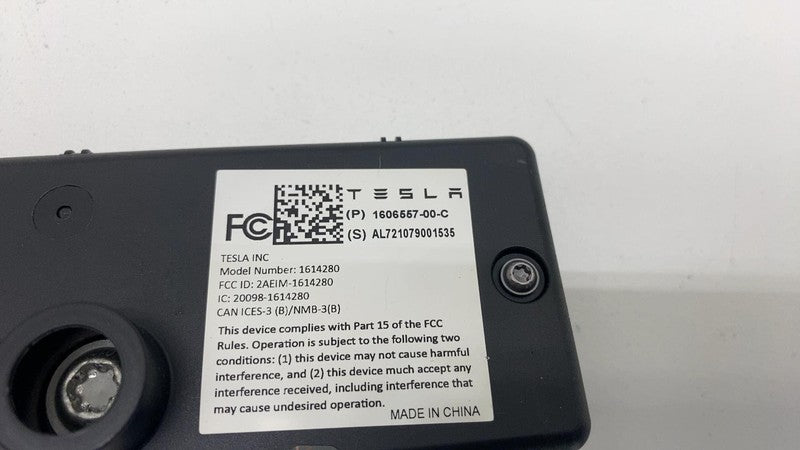 TESLA
FC (P) 1606557-00-C
(S) AL721079001535
TESLA INC
Model Number: 1614280
FCC ID: 2AEIM-1614280
IC: 20098-1614280
CAN ICES-3 (B)/NMB-3(B)
This device complies with Part 15 of the FCC
Rules. Operation is subject to the following two
conditions: (1) this device may not cause harmful
interference, and (2) this device much accept any
interference received, including interference that
may cause undesired operation.
MADE IN CHINA